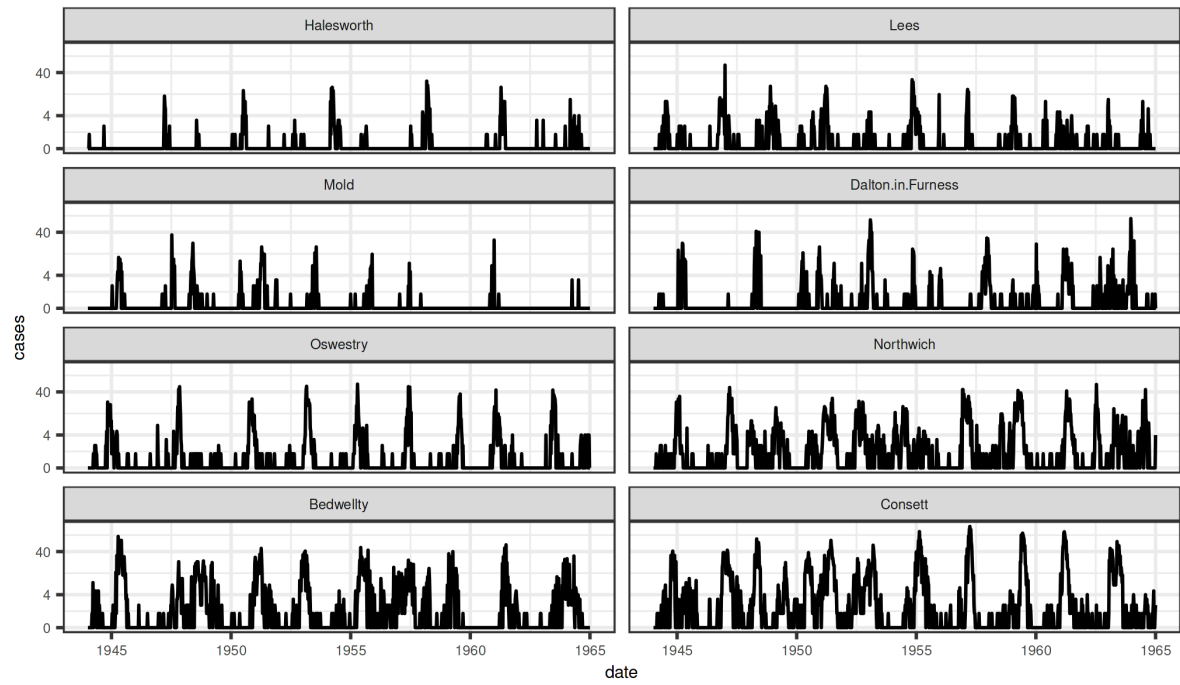 Halesworth
Lees
40
4
0
Mold
Dalton.in.Furness
40
4
0
cases
Oswestry
Northwich
40
4
0
Bedwellty
Consett
40
4
0
1945 1950 1955 1960 1965 1945 1950 1955 1960 1965
date